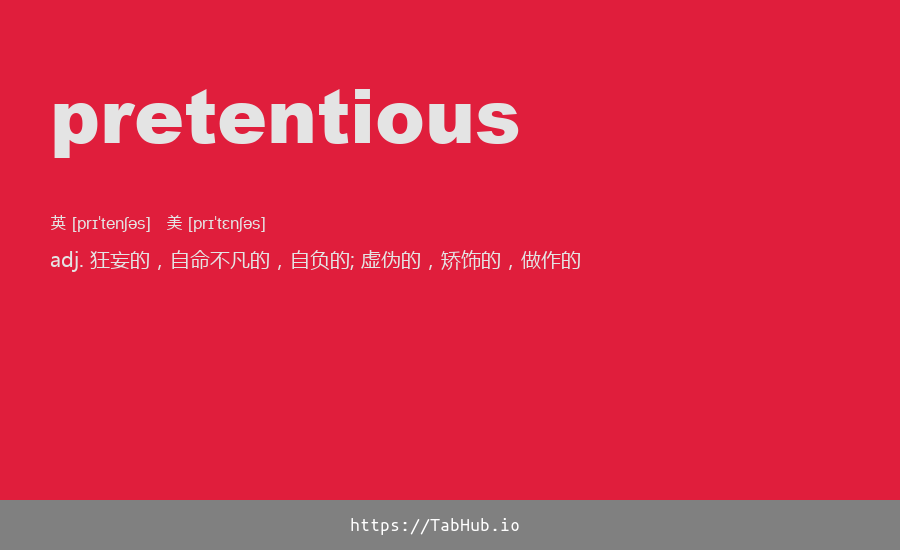 pretentious
英 [prɪ'tenʃəs] 美 [prɪ'tɛnʃəs]
adj. 狂妄的，自命不凡的，自负的; 虚伪的，矫饰的，做作的
https://TabHub.io